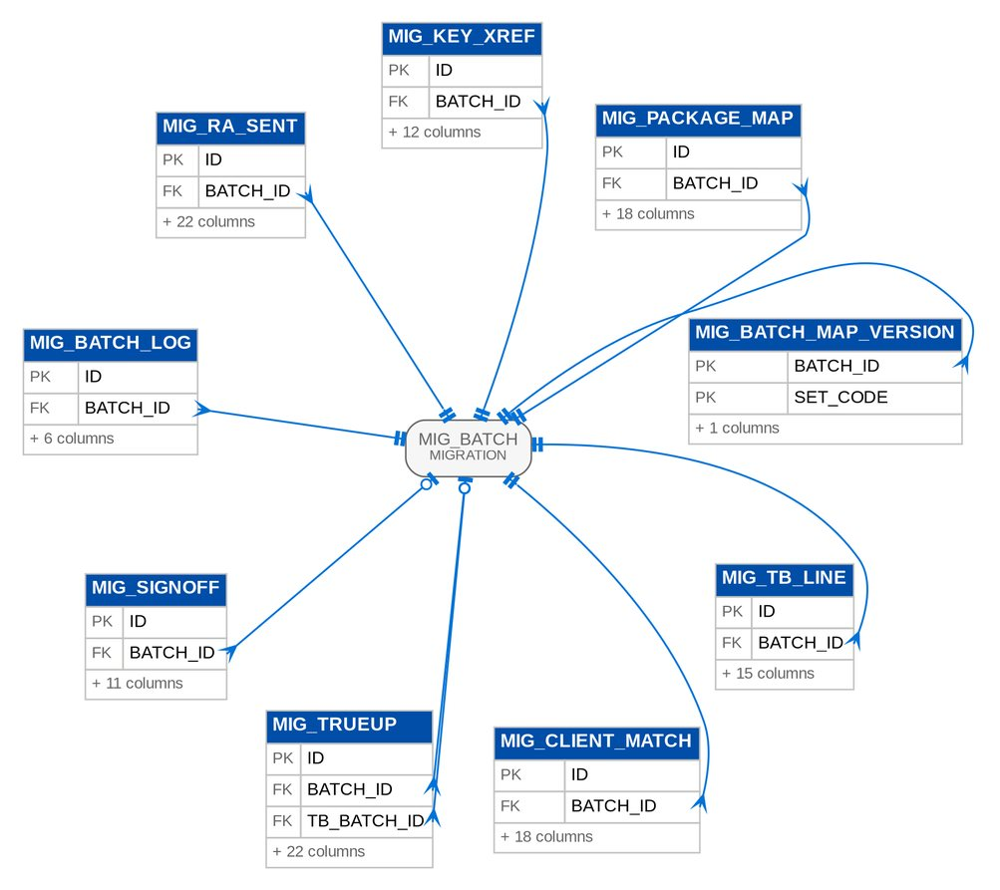 MIG_KEY_XREF
PK ID
FK BATCH_ID
+ 12 columns
MIG_PACKAGE_MAP
PK ID
FK BATCH_ID
+ 18 columns
MIG_RA_SENT
PK ID
FK BATCH_ID
+ 22 columns
MIG_BATCH_MAP_VERSION
PK BATCH_ID
PK SET_CODE
+ 1 columns
MIG_BATCH_LOG
PK ID
FK BATCH_ID
+ 6 columns
MIG_BATCH
MIGRATION
MIG_TB_LINE
PK ID
FK BATCH_ID
+ 15 columns
MIG_SIGNOFF
PK ID
FK BATCH_ID
+ 11 columns
MIG_TRUEUP
PK ID
FK BATCH_ID
FK TB_BATCH_ID
+ 22 columns
MIG_CLIENT_MATCH
PK ID
FK BATCH_ID
+ 18 columns